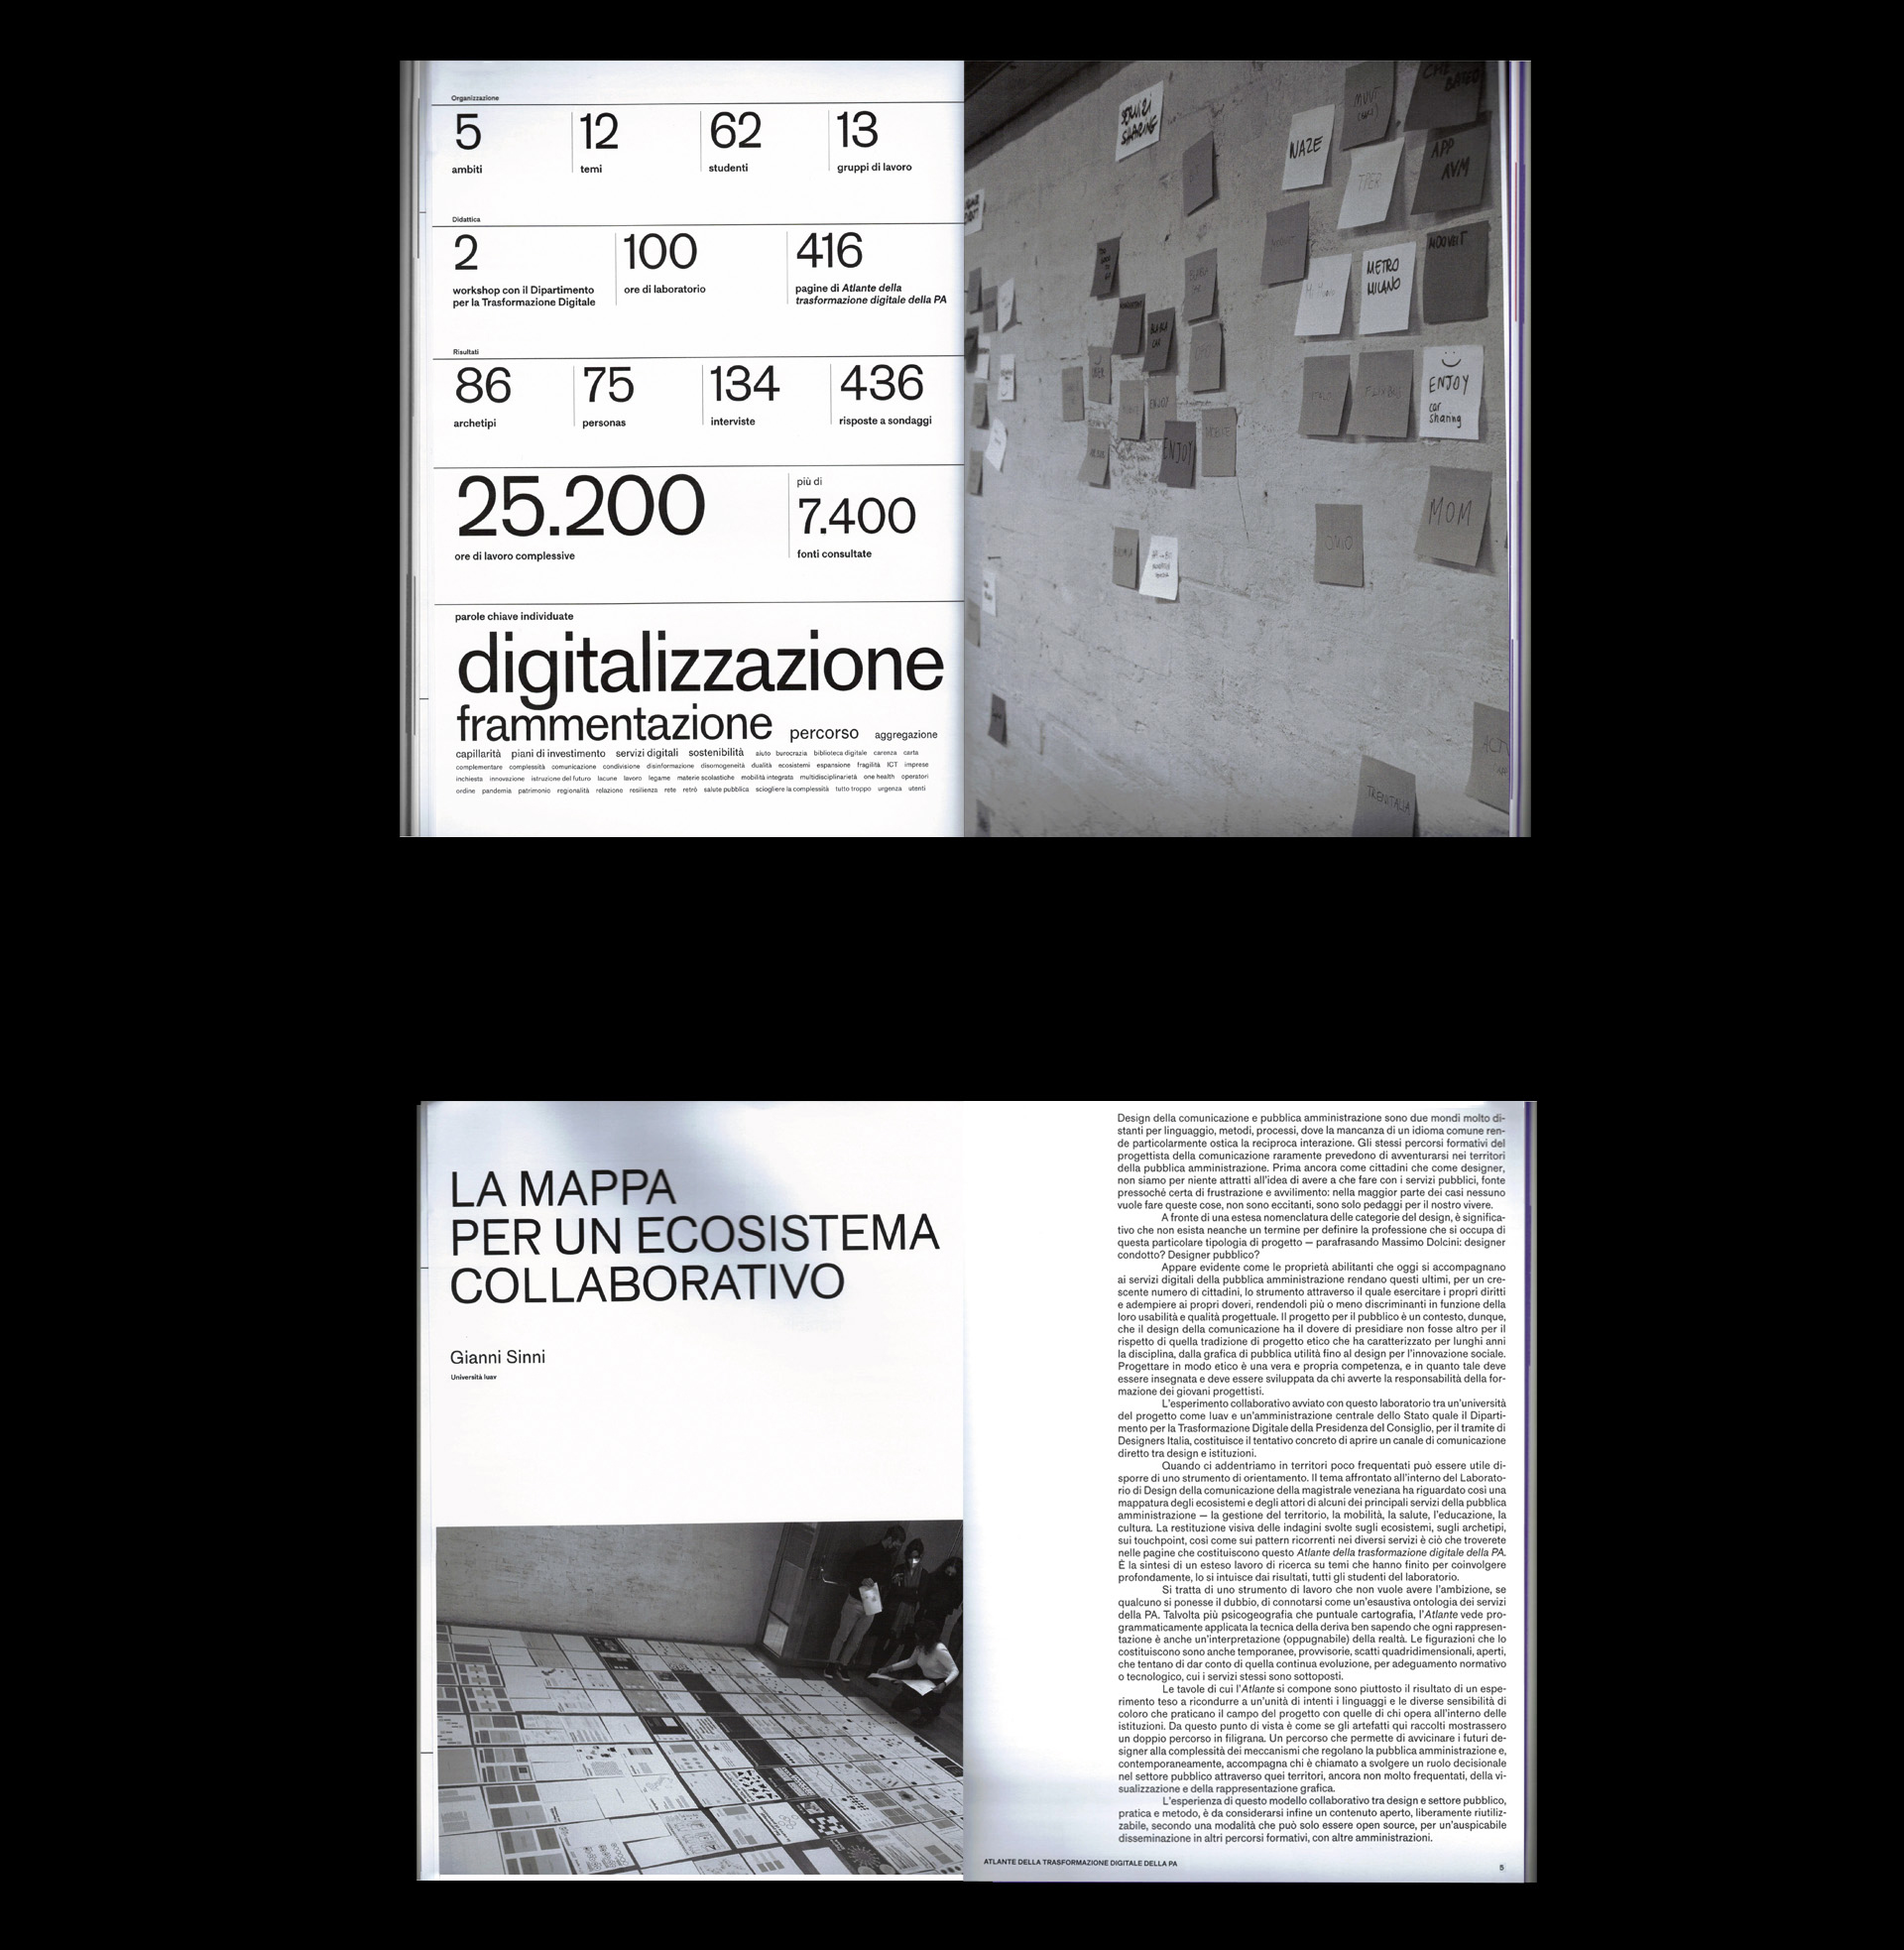 Organizzazione
5
12
62
13
ambiti
temi
studenti
gruppi di lavoro
Didattica
2
100
416
workshop con il Dipartimento
per la Trasformazione Digitale
ore di laboratorio
pagine di Atlante della
trasformazione digitale della PA
Risultati
86
75
134
436
archetipi
personas
interviste
risposte a sondaggi
25.200
ore di lavoro complessive
più di
7.400
fonti consultate
parole chiave individuate
digitalizzazione
frammentazione percorso aggregazione
capillarità piani di investimento servizi digitali sostenibilità aiuto burocrazia biblioteca digitale carenza carta
complementare complessità comunicazione condivisione disinformazione disomogeneità dualità ecosistemi espansione fragilità ICT imprese
inchiesta innovazione istruzione del futuro lacune lavoro legame materie scolastiche mobilità integrata multidisciplinarietà one health operatori
ordine pandemia patrimonio regionalità relazione resilienza rete retrò salute pubblica sciogliere la complessità tutto troppo urgenza utenti
SHARING
WAZE
TPER
APP
AVM
METRO
MILANO
MOOVEIT
ENJOY
car
sharing
ENJOY
MOM
TRENITALIA
LA MAPPA
PER UN ECOSISTEMA
COLLABORATIVO
Gianni Sinni
Università Iuav
Design della comunicazione e pubblica amministrazione sono due mondi molto di-
stanti per linguaggio, metodi, processi, dove la mancanza di un idioma comune ren-
de particolarmente ostica la reciproca interazione. Gli stessi percorsi formativi del
progettista della comunicazione raramente prevedono di avventurarsi nei territori
della pubblica amministrazione. Prima ancora come cittadini che come designer,
non siamo per niente attratti all'idea di avere a che fare con i servizi pubblici, fonte
pressoché certa di frustrazione e avvilimento: nella maggior parte dei casi nessuno
vuole fare queste cose, non sono eccitanti, sono solo pedaggi per il nostro vivere.
A fronte di una estesa nomenclatura delle categorie del design, è significa-
tivo che non esista neanche un termine per definire la professione che si occupa di
questa particolare tipologia di progetto — parafrasando Massimo Dolcini: designer
condotto? Designer pubblico?
Appare evidente come le proprietà abilitanti che oggi si accompagnano
ai servizi digitali della pubblica amministrazione rendano questi ultimi, per un cre-
scente numero di cittadini, lo strumento attraverso il quale esercitare i propri diritti
e adempiere ai propri doveri, rendendoli più o meno discriminanti in funzione della
loro usabilità e qualità progettuale. Il progetto per il pubblico è un contesto, dunque,
che il design della comunicazione ha il dovere di presidiare non fosse altro per il
rispetto di quella tradizione di progetto etico che ha caratterizzato per lunghi anni
la disciplina, dalla grafica di pubblica utilità fino al design per l'innovazione sociale.
Progettare in modo etico è una vera e propria competenza, e in quanto tale deve
essere insegnata e deve essere sviluppata da chi avverte la responsabilità della for-
mazione dei giovani progettisti.
L'esperimento collaborativo avviato con questo laboratorio tra un'università
del progetto come Iuav e un'amministrazione centrale dello Stato quale il Diparti-
mento per la Trasformazione Digitale della Presidenza del Consiglio, per il tramite di
Designers Italia, costituisce il tentativo concreto di aprire un canale di comunicazione
diretto tra design e istituzioni.
Quando ci addentriamo in territori poco frequentati può essere utile di-
sporre di uno strumento di orientamento. Il tema affrontato all'interno del Laborato-
rio di Design della comunicazione della magistrale veneziana ha riguardato così una
mappatura degli ecosistemi e degli attori di alcuni dei principali servizi della pubblica
amministrazione — la gestione del territorio, la mobilità, la salute, l'educazione, la
cultura. La restituzione visiva delle indagini svolte sugli ecosistemi, sugli archetipi,
sui touchpoint, così come sui pattern ricorrenti nei diversi servizi è ciò che troverete
nelle pagine che costituiscono questo Atlante della trasformazione digitale della PA.
È la sintesi di un esteso lavoro di ricerca su temi che hanno finito per coinvolgere
profondamente, lo si intuisce dai risultati, tutti gli studenti del laboratorio.
Si tratta di uno strumento di lavoro che non vuole avere l'ambizione, se
qualcuno si ponesse il dubbio, di connotarsi come un'esaustiva ontologia dei servizi
della PA. Talvolta più psicogeografia che puntuale cartografia, l'Atlante vede pro-
grammaticamente applicata la tecnica della deriva ben sapendo che ogni rappresen-
tazione è anche un'interpretazione (oppugnabile) della realtà. Le figurazioni che lo
costituiscono sono anche temporanee, provvisorie, scatti quadridimensionali, aperti,
che tentano di dar conto di quella continua evoluzione, per adeguamento normativo
o tecnologico, cui i servizi stessi sono sottoposti.
Le tavole di cui l'Atlante si compone sono piuttosto il risultato di un espe-
rimento teso a ricondurre a un'unità di intenti i linguaggi e le diverse sensibilità di
coloro che praticano il campo del progetto con quelle di chi opera all'interno delle
istituzioni. Da questo punto di vista è come se gli artefatti qui raccolti mostrassero
un doppio percorso in filigrana. Un percorso che permette di avvicinare i futuri de-
signer alla complessità dei meccanismi che regolano la pubblica amministrazione e,
contemporaneamente, accompagna chi è chiamato a svolgere un ruolo decisionale
nel settore pubblico attraverso quei territori, ancora non molto frequentati, della vi-
sualizzazione e della rappresentazione grafica.
L'esperienza di questo modello collaborativo tra design e settore pubblico,
pratica e metodo, è da considerarsi infine un contenuto aperto, liberamente riutiliz-
zabile, secondo una modalità che può solo essere open source, per un'auspicabile
disseminazione in altri percorsi formativi, con altre amministrazioni.
ATLANTE DELLA TRASFORMAZIONE DIGITALE DELLA PA
5